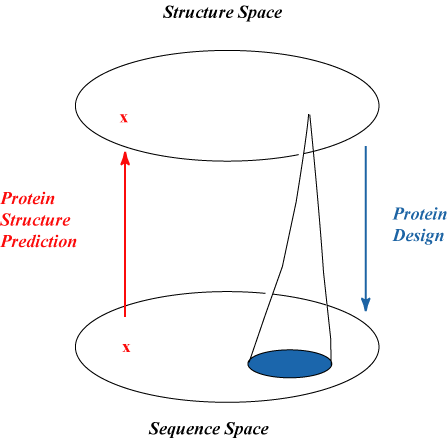 Structure Space
x
Protein
Structure
Prediction
Protein
Design
x
Sequence Space